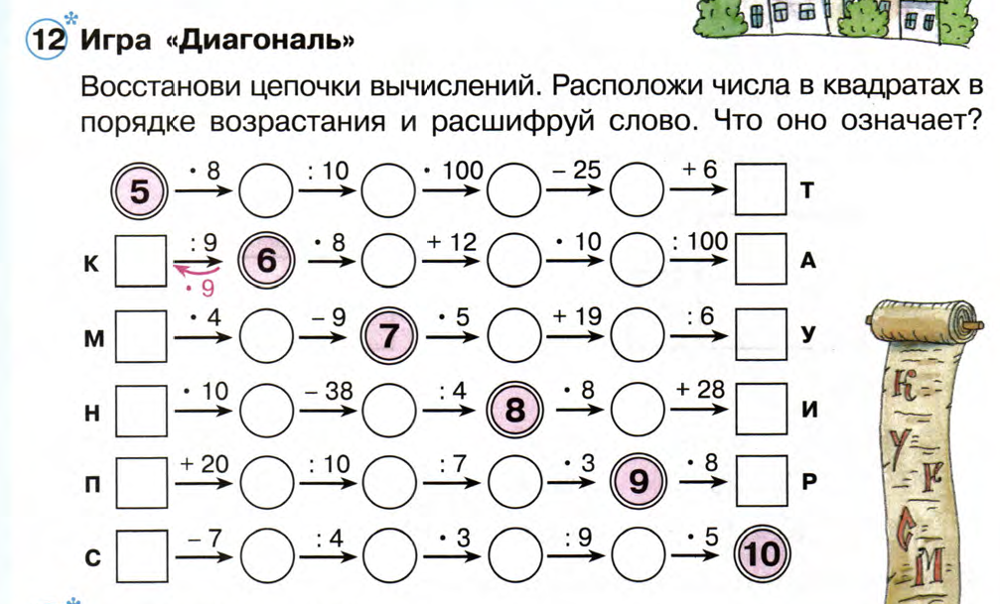 *
12 Игра «Диагональ»
Восстанови цепочки вычислений. Расположи числа в квадратах в
порядке возрастания и расшифруй слово. Что оно означает?
5 · 8 : 10 · 100 – 25 + 6 Т
К : 9 · 9 6 · 8 + 12 · 10 : 100 А
М · 4 – 9 7 · 5 + 19 : 6 У
Н · 10 – 38 : 4 8 · 8 + 28 И
П + 20 : 10 : 7 · 3 9 · 8 Р
С – 7 : 4 · 3 : 9 · 5 10
К
У
F
С
М
*